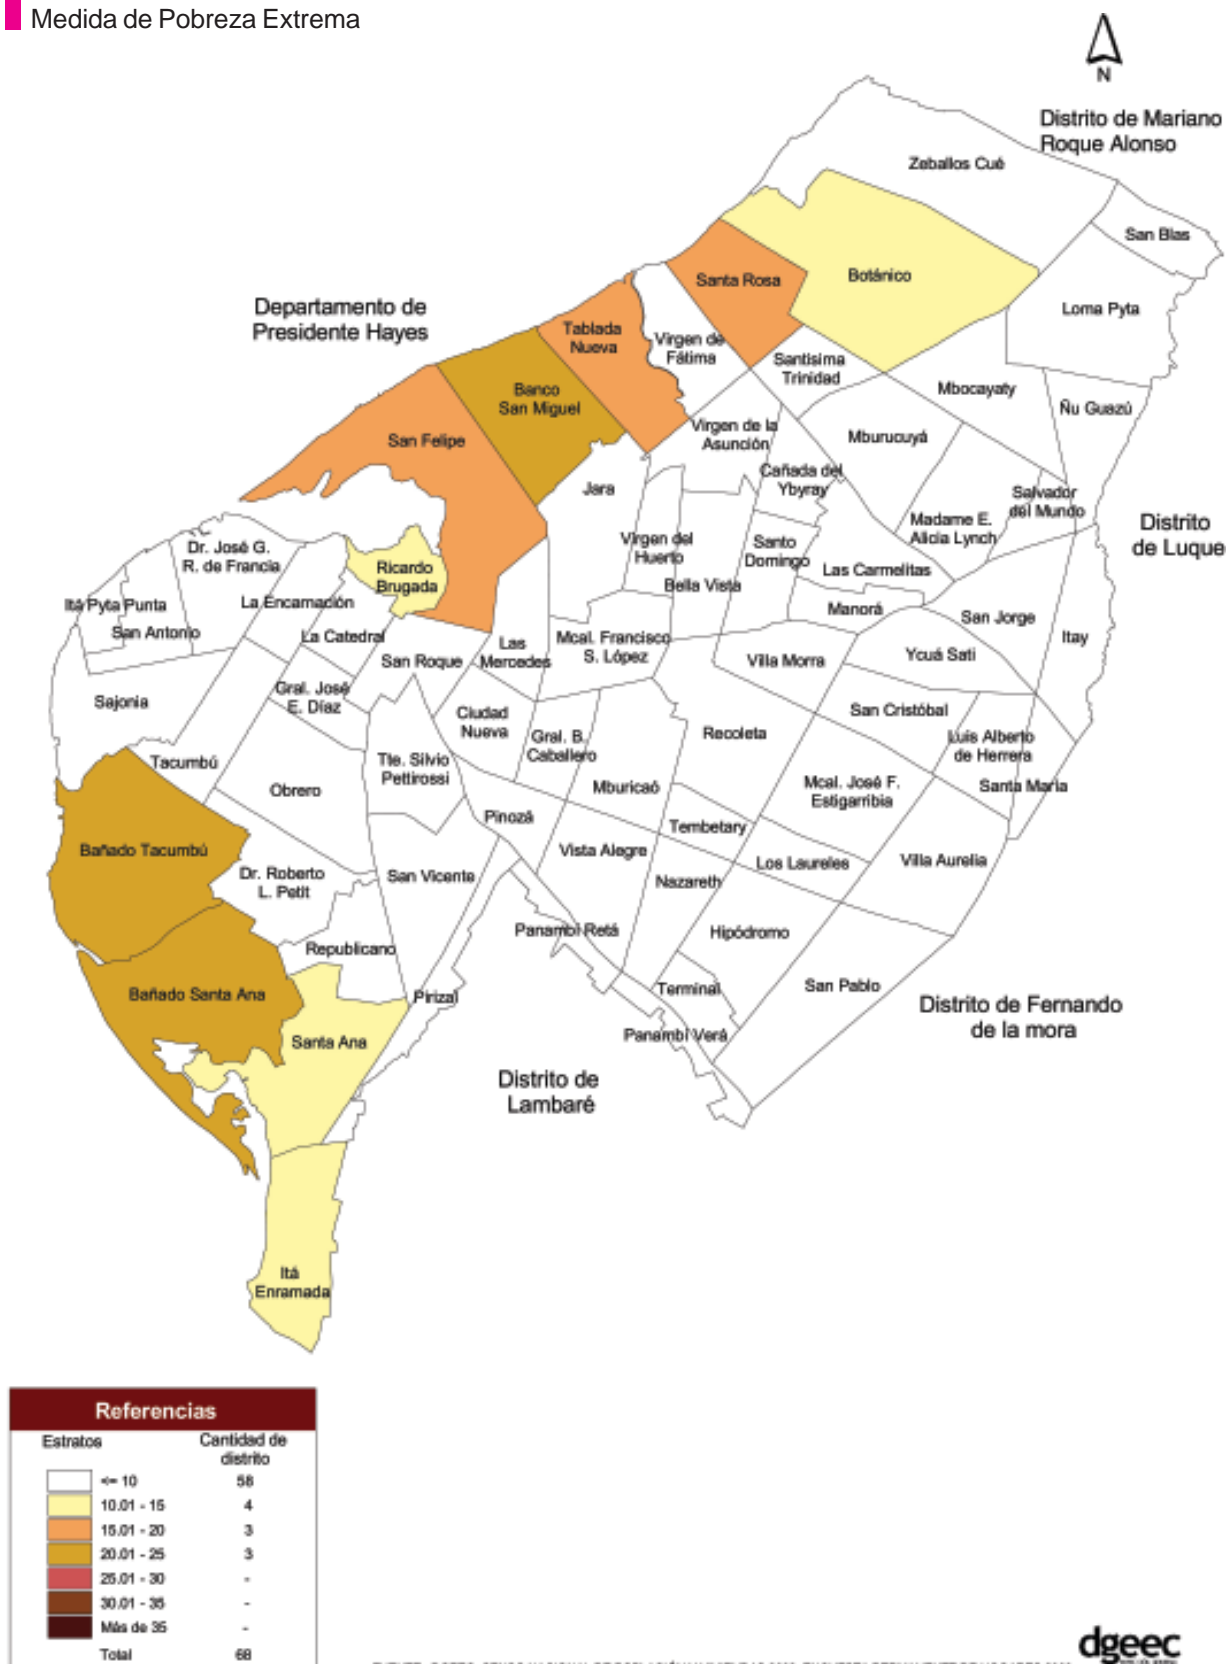 Medida de Pobreza Extrema
N
Distrito de Mariano
Roque Alonso
Zeballos Cué
San Blas
Botánico
Santa Rosa
Loma Pyta
Departamento de
Presidente Hayes
Tablada
Nueva
Virgen de
Fátima
Santísima
Trinidad
Mbocayaty
Ñu Guazú
Banco
San Miguel
San Felipe
Virgen de la
Asunción
Mburucuyá
Cañada del
Ybyray
Jara
Salvador
del Mundo
Madame E.
Alicia Lynch
Distrito
de Luque
Dr. José G.
R. de Francia
Virgen del
Huerto
Santo
Domingo
Ricardo
Brugada
Bella Vista
Las Carmelitas
Itá Pyta Punta
La Encarnación
Manorá
San Jorge
San Antonio
La Catedral
Itay
Las
Mercedes
Mcal. Francisco
S. López
San Roque
Villa Morra
Ycuá Sati
Sajonia
Gral. José
E. Díaz
Ciudad
Nueva
San Cristóbal
Recoleta
Gral. B.
Caballero
Luis Alberto
de Herrera
Tacumbú
Tte. Silvio
Pettirossi
Obrero
Mburicaó
Mcal. José F.
Estigarribia
Santa María
Pinozá
Tembetary
Bañado Tacumbú
Vista Alegre
Los Laureles
Villa Aurelia
Dr. Roberto
L. Petit
San Vicente
Nazareth
Panambí Retá
Hipódromo
Republicano
Bañado Santa Ana
Pirizal
Terminal
San Pablo
Distrito de Fernando
de la mora
Santa Ana
Panambí Verá
Distrito de
Lambaré
Itá
Enramada
Referencias
Estratos Cantidad de
distrito
<= 10 58
10.01 - 15 4
15.01 - 20 3
20.01 - 25 3
25.01 - 30 -
30.01 - 35 -
Más de 35 -
Total 68
dgeec